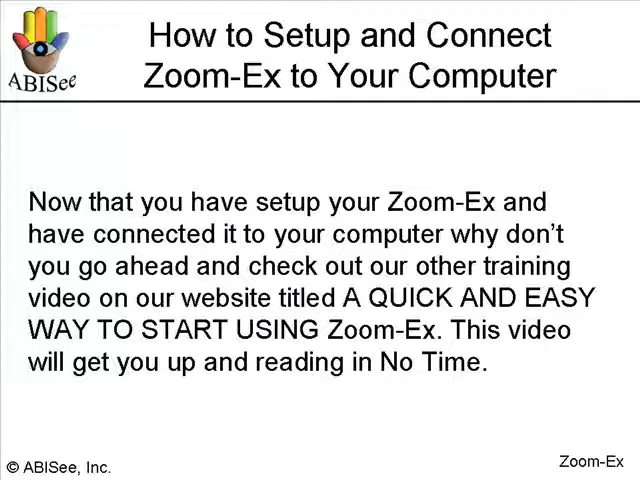 How to Setup and Connect
Zoom-Ex to Your Computer
ABISee
Now that you have setup your Zoom-Ex and
have connected it to your computer why don't
you go ahead and check out our other training
video on our website titled A QUICK AND EASY
WAY TO START USING Zoom-Ex. This video
will get you up and reading in No Time.
© ABISee, Inc.
Zoom-Ex